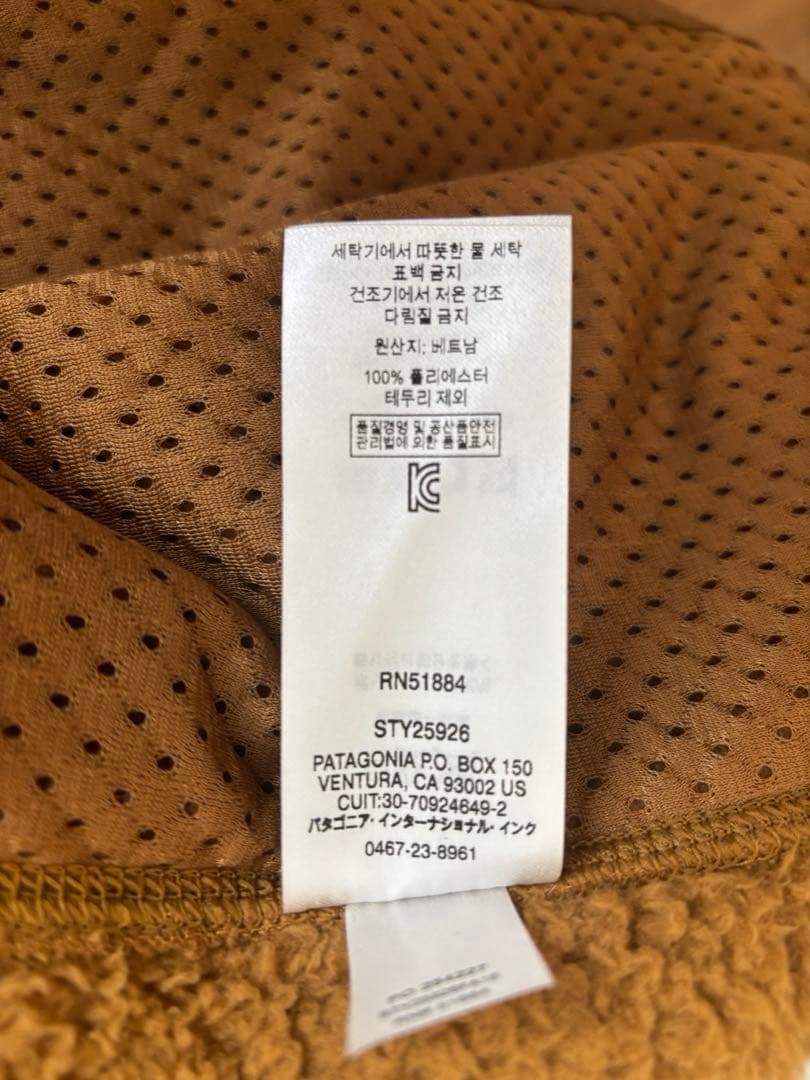 세탁기에서 따뜻한 물 세탁
표백 금지
건조기에서 저온 건조
다림질 금지
원산지: 베트남
100% 폴리에스터
테두리 제외
품질경영 및 공산품안전
관리법에 의한 품질표시
RN51884
STY25926
PATAGONIA P.O. BOX 150
VENTURA, CA 93002 US
CUIT:30-70924649-2
パタゴニア・インターナショナル・インク
0467-23-8961